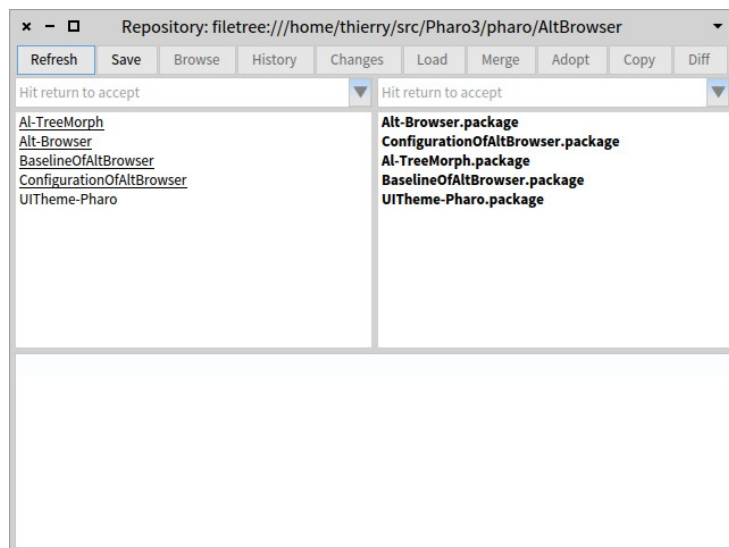 Repository: filetree:///home/thierry/src/Pharo3/pharo/AltBrowser
Refresh Save Browse History Changes Load Merge Adopt Copy Diff
Hit return to accept
Hit return to accept
Al-TreeMorph
Alt-Browser
BaselineOfAltBrowser
ConfigurationOfAltBrowser
UITheme-Pharo
Alt-Browser.package
ConfigurationOfAltBrowser.package
Al-TreeMorph.package
BaselineOfAltBrowser.package
UITheme-Pharo.package